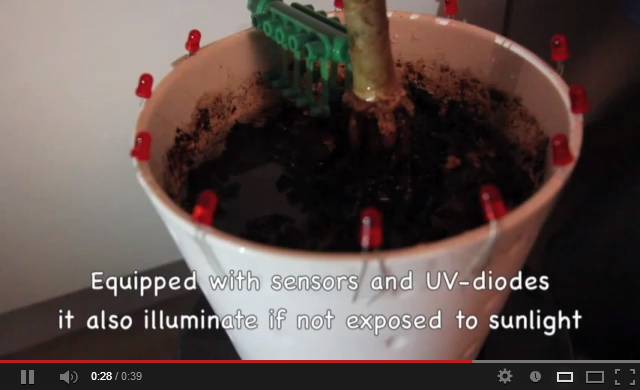 Equipped with sensors and UV-diodes
it also illuminate if not exposed to sunlight
0:28 / 0:39